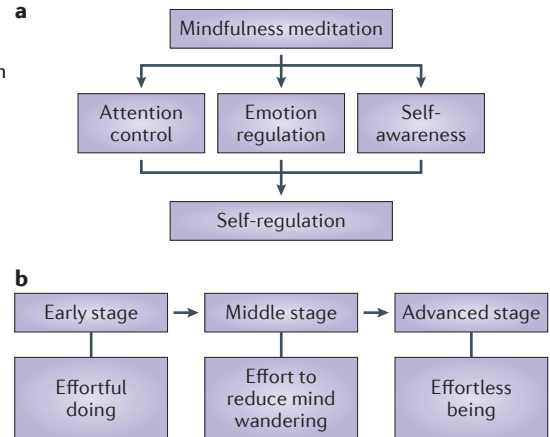 a
Mindfulness meditation
n
Attention
control
Emotion
regulation
Self-
awareness
Self-regulation
b
Early stage
Middle stage
Advanced stage
Effortful
doing
Effort to
reduce mind
wandering
Effortless
being